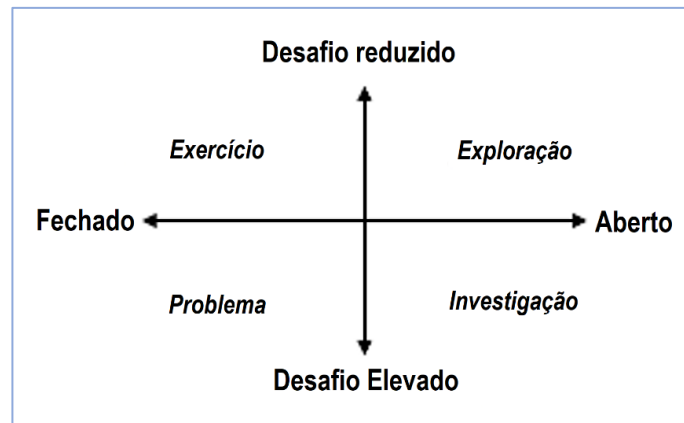 Desafio reduzido
Exercício
Exploração
Fechado
Aberto
Problema
Investigação
Desafio Elevado